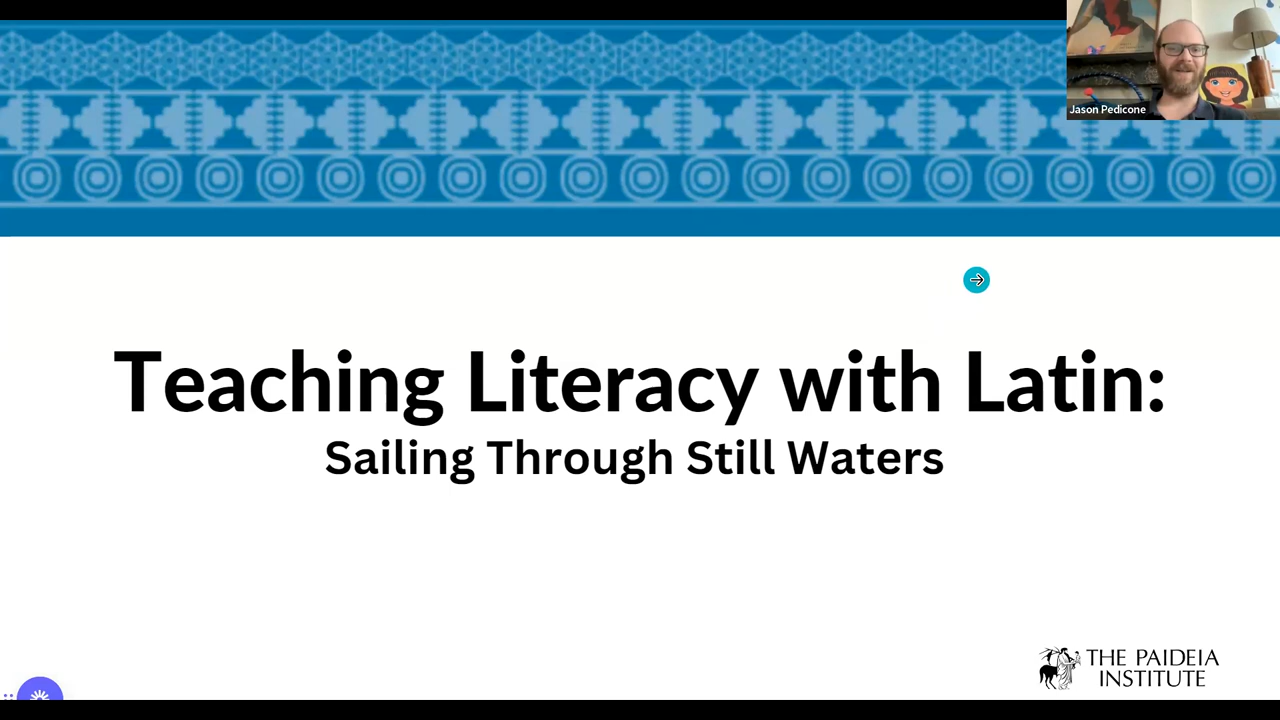 Jason Pedicone
Teaching Literacy with Latin:
Sailing Through Still Waters
THE PAIDEIA
INSTITUTE